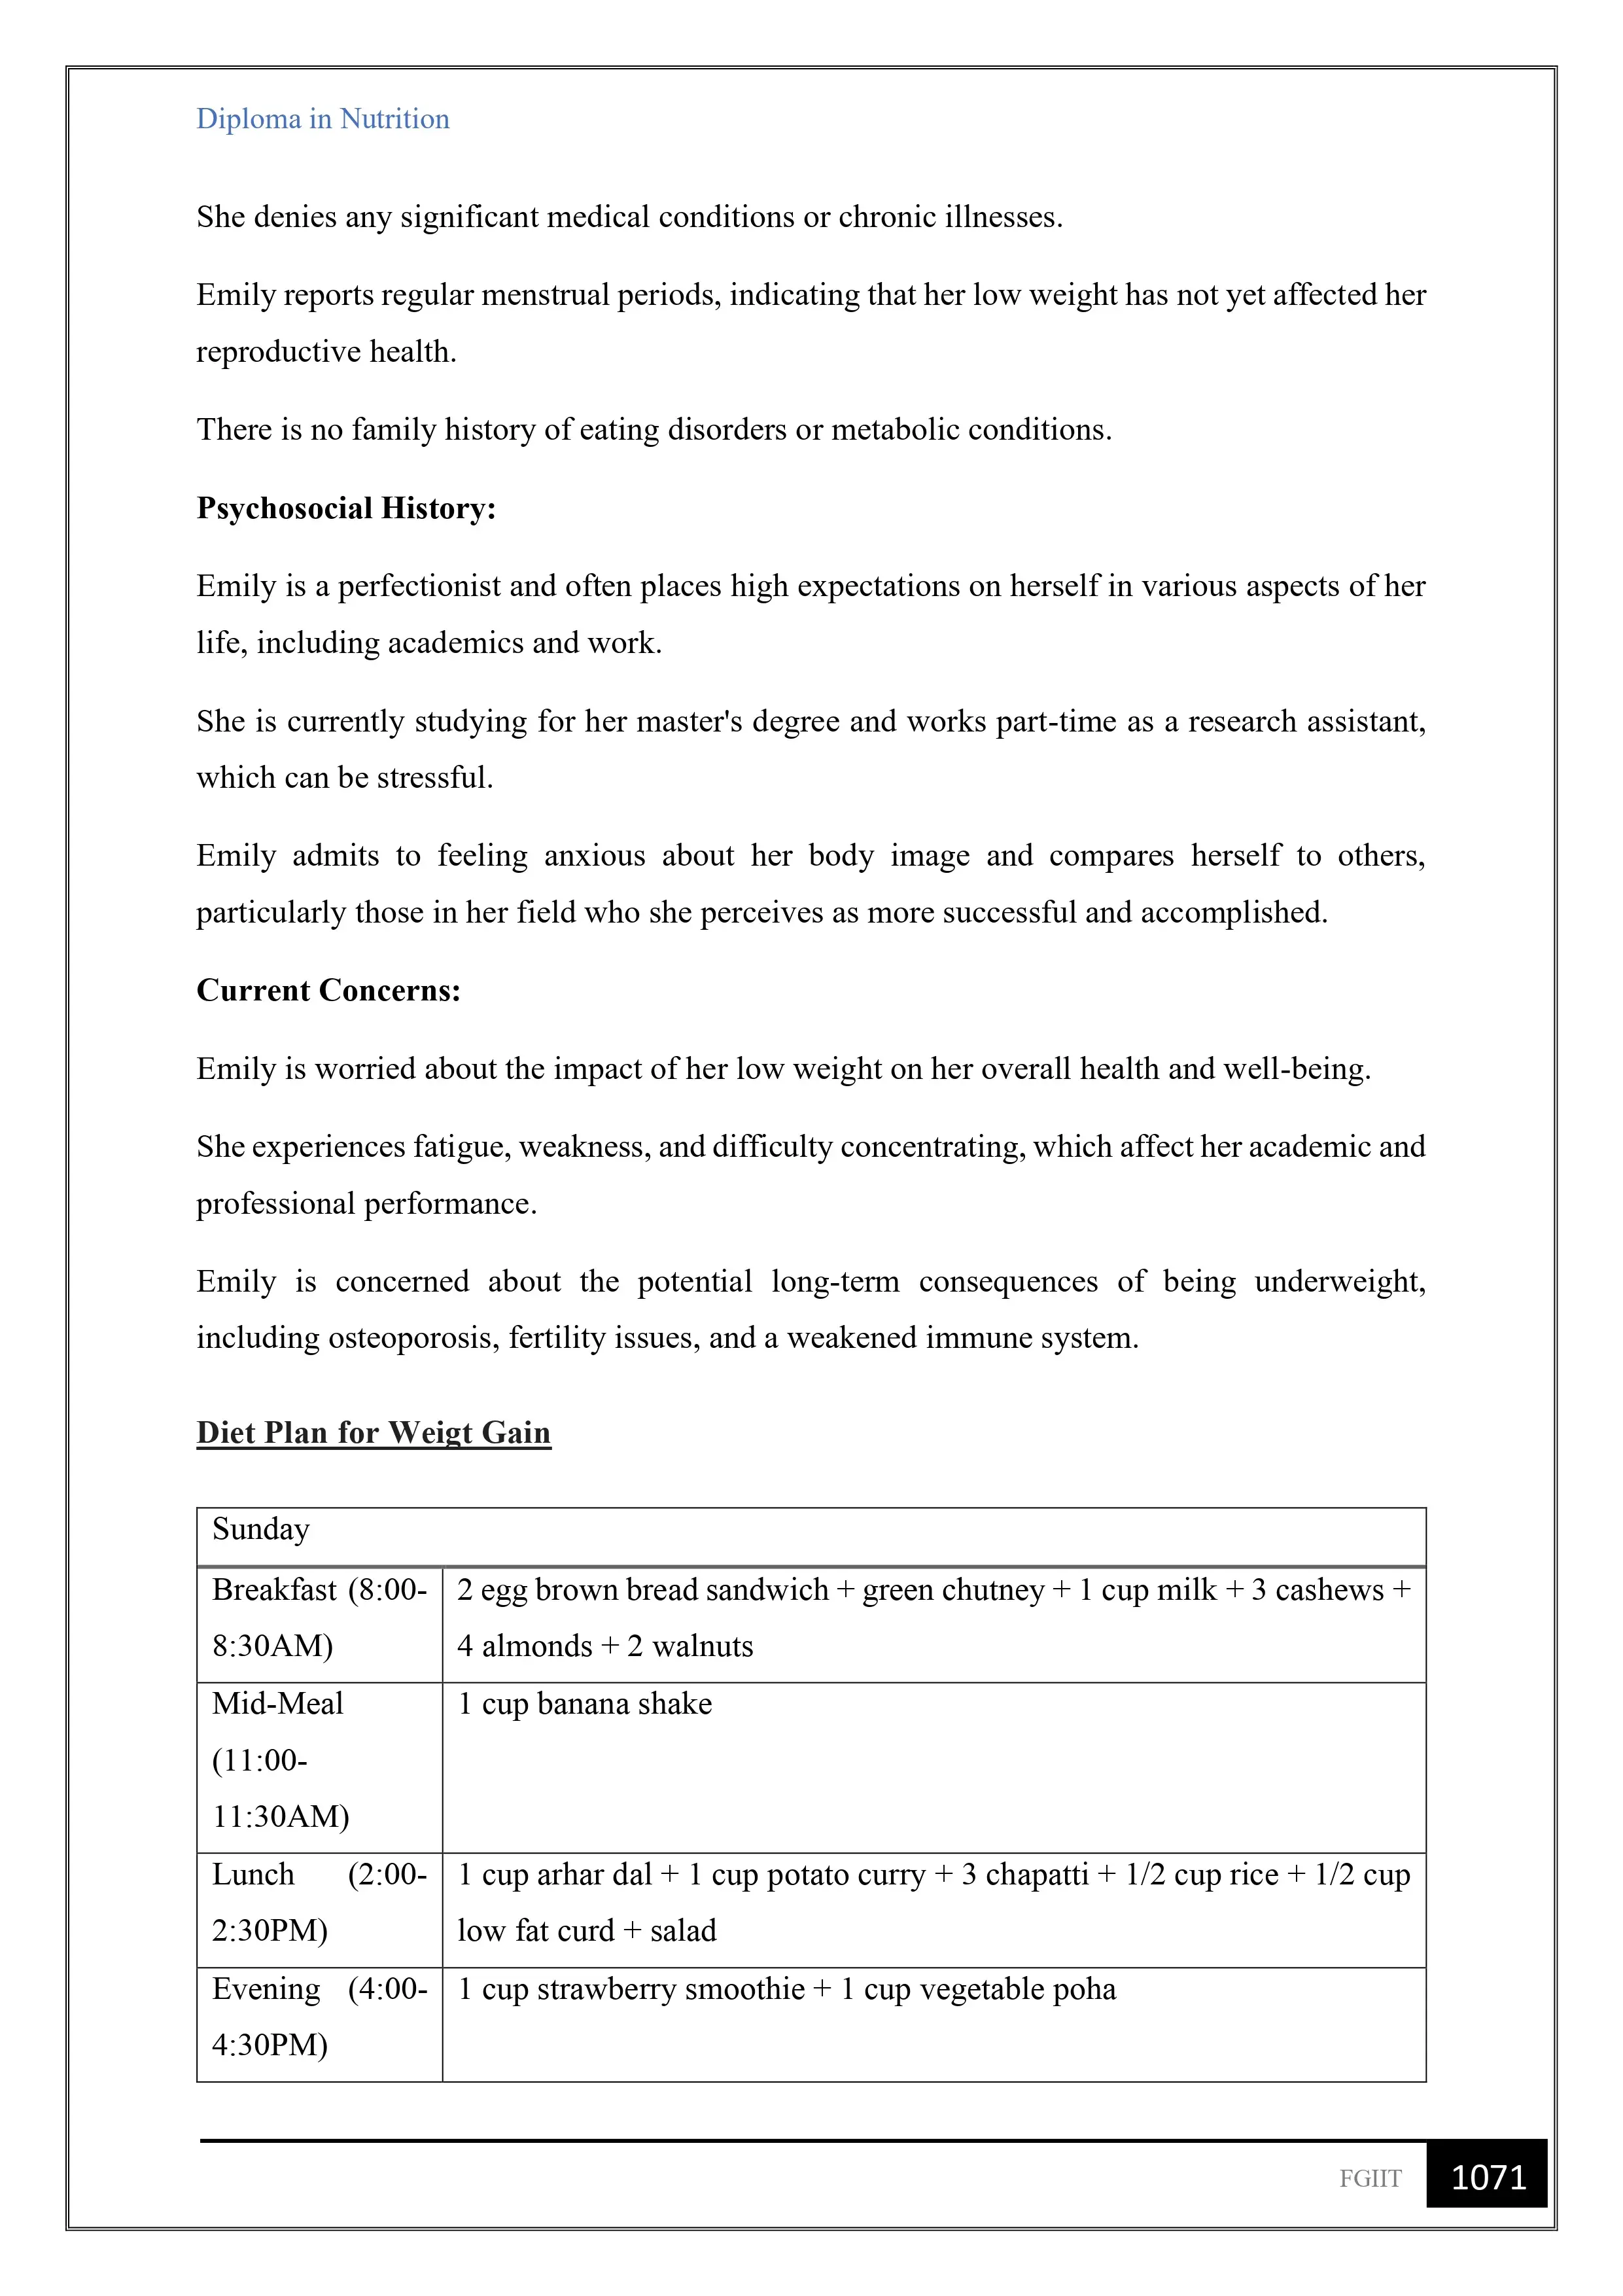 Diploma in Nutrition
She denies any significant medical conditions or chronic illnesses.
Emily reports regular menstrual periods, indicating that her low weight has not yet affected her
reproductive health.
There is no family history of eating disorders or metabolic conditions.
Psychosocial History:
Emily is a perfectionist and often places high expectations on herself in various aspects of her
life, including academics and work.
She is currently studying for her master's degree and works part-time as a research assistant,
which can be stressful.
Emily admits to feeling anxious about her body image and compares herself to others,
particularly those in her field who she perceives as more successful and accomplished.
Current Concerns:
Emily is worried about the impact of her low weight on her overall health and well-being.
She experiences fatigue, weakness, and difficulty concentrating, which affect her academic and
professional performance.
Emily is concerned about the potential long-term consequences of being underweight,
including osteoporosis, fertility issues, and a weakened immune system.
Diet Plan for Weigt Gain
Sunday
Breakfast (8:00-
8:30AM)
2 egg brown bread sandwich + green chutney + 1 cup milk + 3 cashews +
4 almonds + 2 walnuts
Mid-Meal
(11:00-
11:30AM)
1 cup banana shake
Lunch (2:00-
2:30PM)
1 cup arhar dal + 1 cup potato curry + 3 chapatti + 1/2 cup rice + 1/2 cup
low fat curd + salad
Evening (4:00-
4:30PM)
1 cup strawberry smoothie + 1 cup vegetable poha
FGIIT 1071